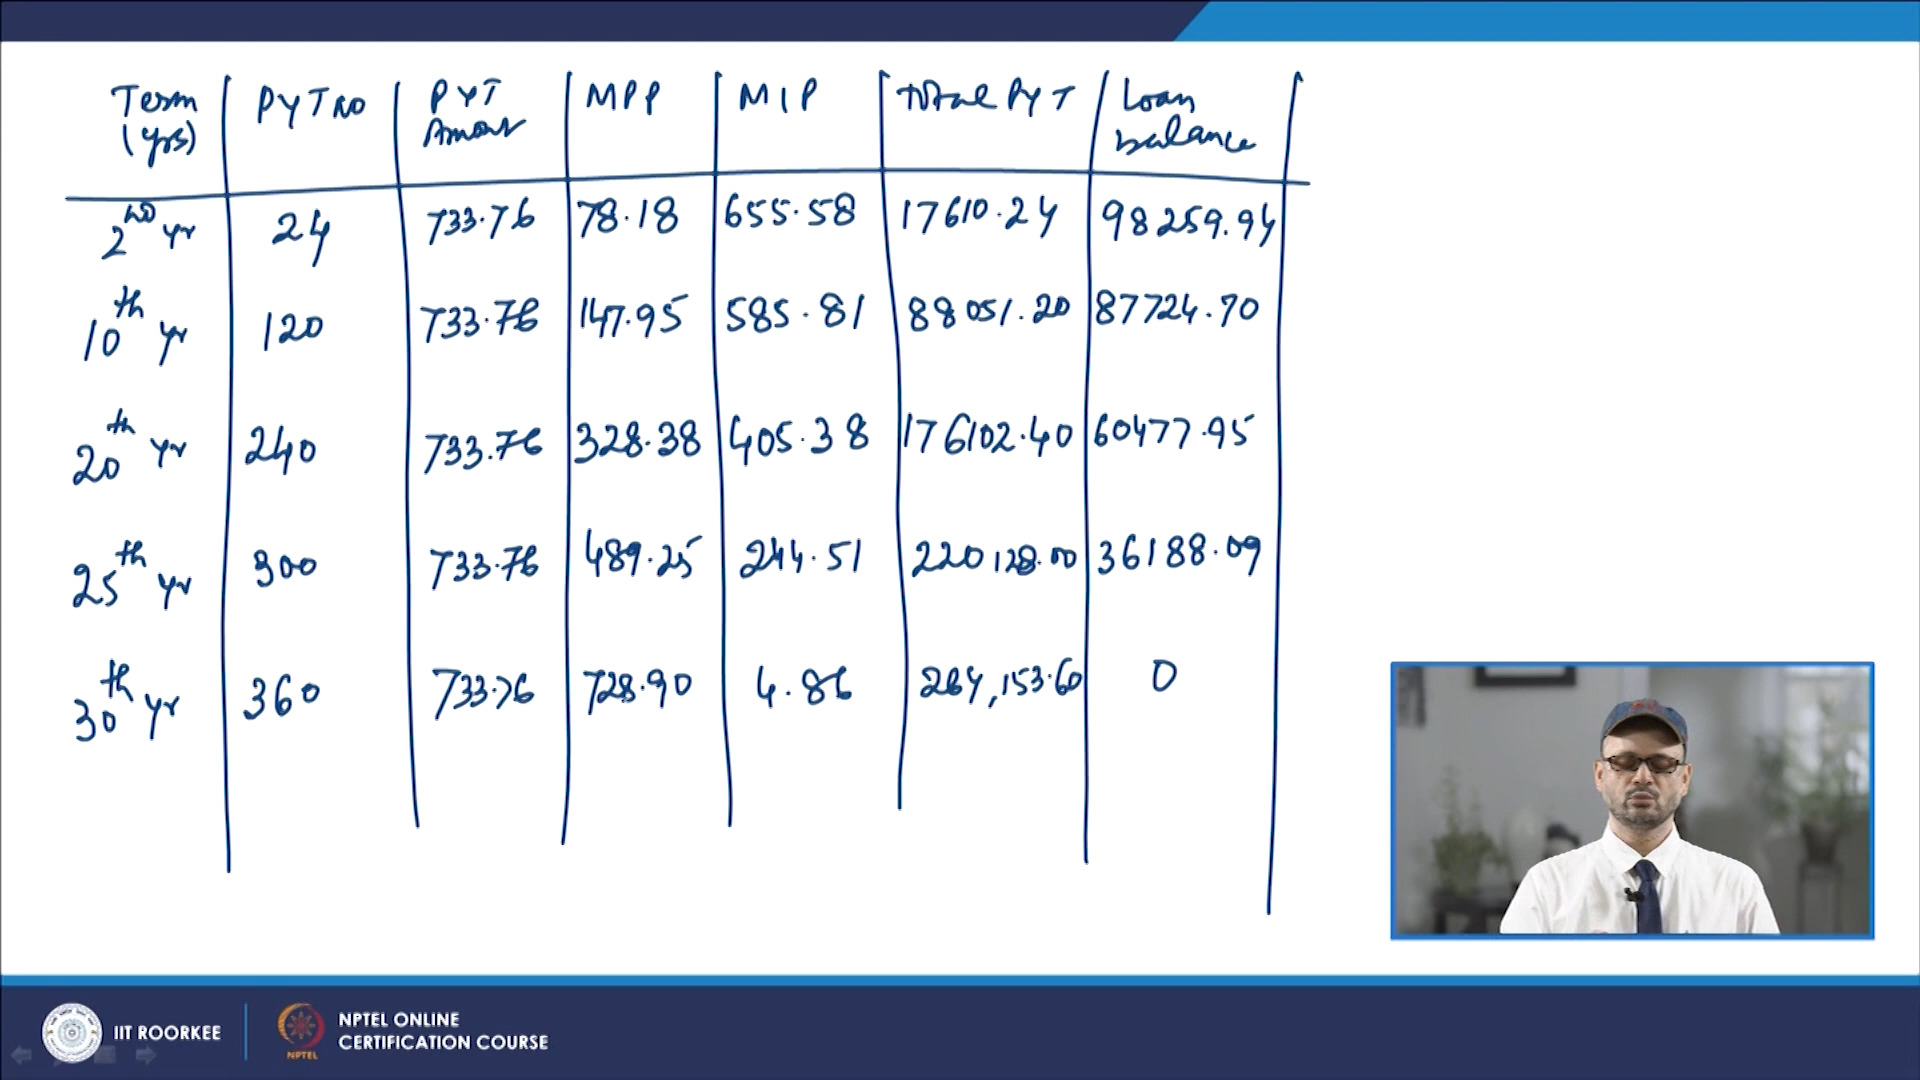 Term (yrs) PYT NO PYT Amount MPP MIP Total PYT Loan balance
2nd yr 24 733.76 78.18 655.58 17610.24 98259.94
10th yr 120 733.76 147.95 585.81 88051.20 87724.70
20th yr 240 733.76 328.38 405.38 176102.40 60477.95
25th yr 300 733.76 489.25 244.51 220128.00 36188.09
30th yr 360 733.76 728.90 4.86 264,153.60 0
IIT ROORKEE
NPTEL
NPTEL ONLINE
CERTIFICATION COURSE